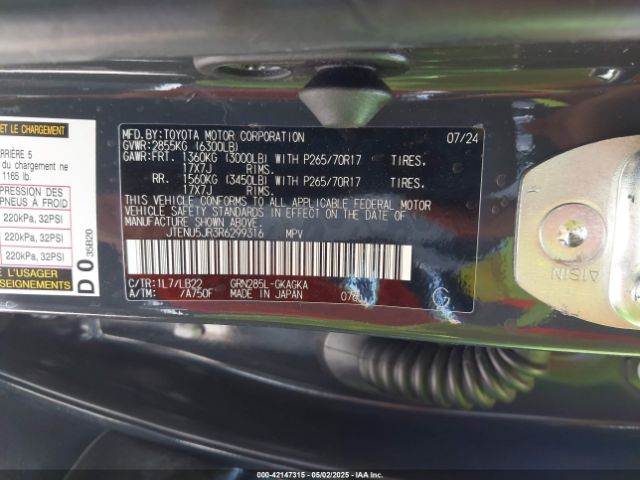 ET LE CHARGEMENT
ARRIÈRE 5
du chargement ne
1165 lb.
PRESSION DES
PNEUS À FROID
220kPa, 32PSI
220kPa, 32PSI
220kPa, 32PSI
L'USAGER
D 0 35B20
MFD.BY:TOYOTA MOTOR CORPORATION 07/24
GVWR:2855KG (6300LB)
GAWR:FRT. 1360KG (3000LB) WITH P265/70R17 TIRES.
17X7J RIMS.
RR. 1560KG (3450LB) WITH P265/70R17 TIRES.
17X7J RIMS.
THIS VEHICLE CONFORMS TO ALL APPLICABLE FEDERAL MOTOR
VEHICLE SAFETY STANDARDS IN EFFECT ON THE DATE OF
MANUFACTURE SHOWN ABOVE.
JTENU5JR3R6299316 MPV
C/TR:1L7/LB22 GRN285L-GKAGKA
A/TM: /A750F MADE IN JAPAN
AISIN
000-42147315 - 05/02/2025 - IAA Inc.